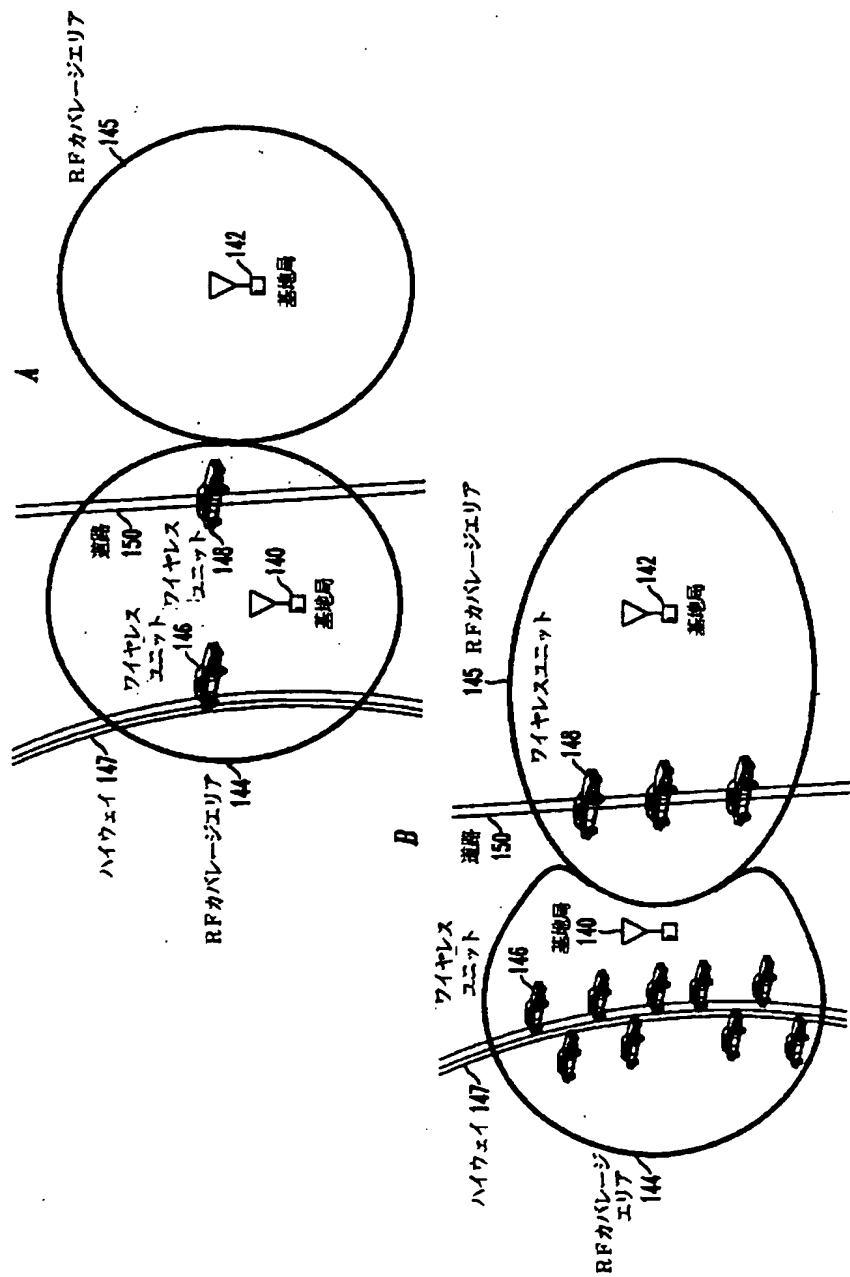 A
RFカバレージエリア
145
142
基地局
道路
150
ワイヤレス
ユニット
148
ワイヤレス
ユニット
146
140
基地局
ハイウェイ 147
RFカバレージエリア
144
B
145 RFカバレージエリア
142
基地局
ワイヤレスユニット
148
道路
150
基地局
140
ワイヤレス
ユニット
146
ハイウェイ 147
RFカバレージ
エリア
144